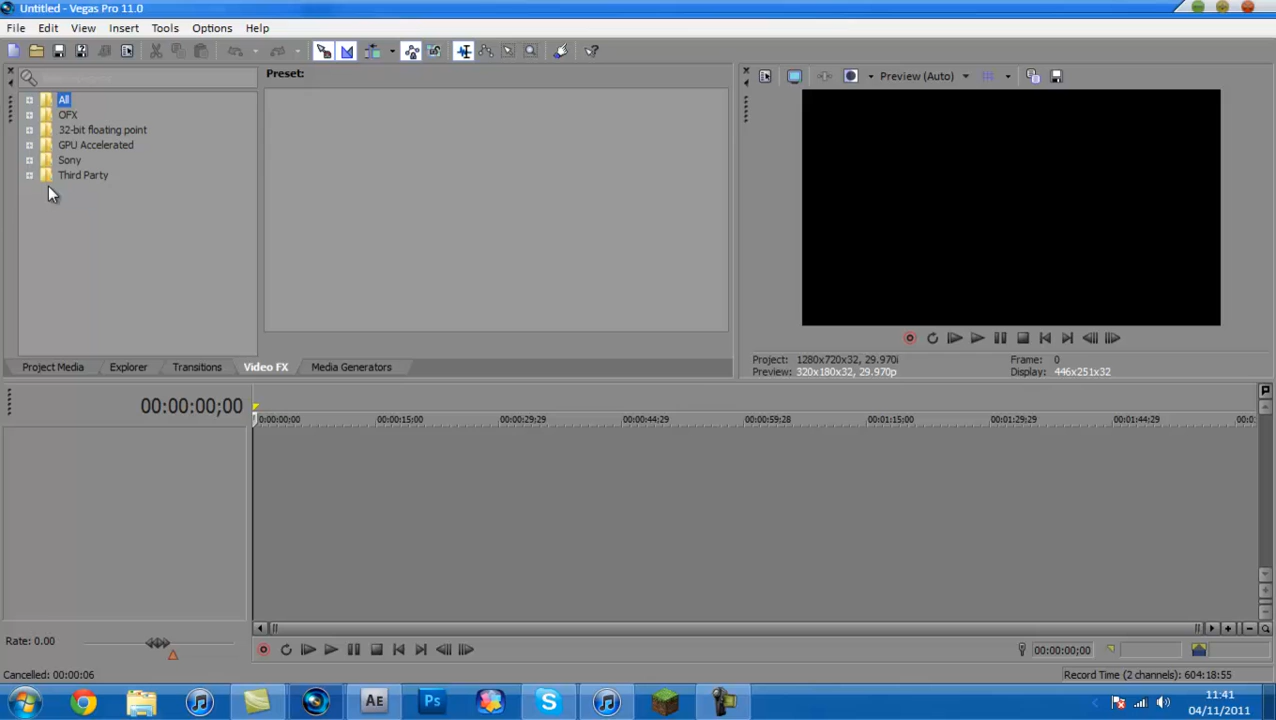 Untitled - Vegas Pro 11.0
File Edit View Insert Tools Options Help
Preset:
Preview (Auto)
All
OFX
32-bit floating point
GPU Accelerated
Sony
Third Party
Project: 1280x720x32, 29.970i
Frame: 0
Preview: 320x180x32, 29.970p
Display: 446x251x32
Project Media Explorer Transitions Video FX Media Generators
00:00:00;00
00:00:00;00 00:00:15;00 00:00:29;29 00:00:44;29 00:00:59;28 00:01:15;00 00:01:29;29 00:01:44;29 00:0
Rate: 0.00
00:00:00;00
Cancelled: 00:00:06
Record Time (2 channels): 604:18:55
Ae Ps S
11:41
04/11/2011